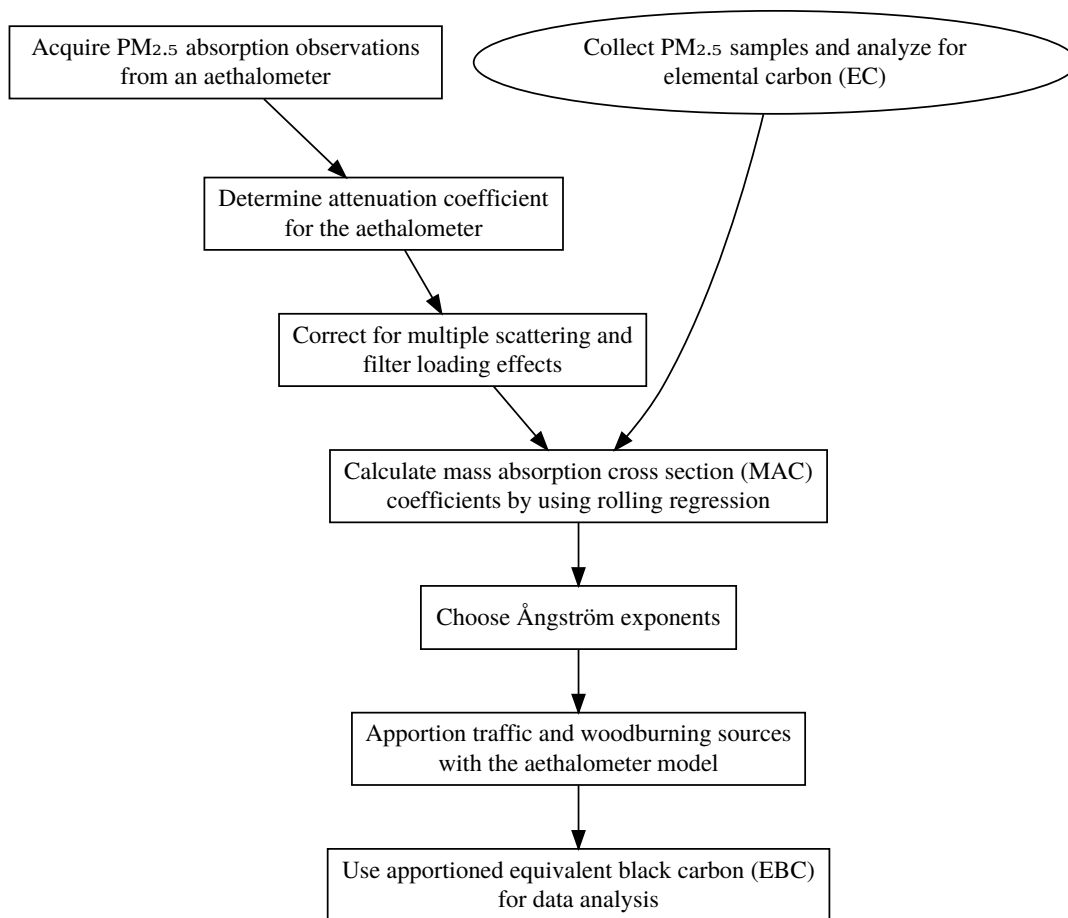 Acquire PM2.5 absorption observations
from an aethalometer
Collect PM2.5 samples and analyze for
elemental carbon (EC)
Determine attenuation coefficient
for the aethalometer
Correct for multiple scattering and
filter loading effects
Calculate mass absorption cross section (MAC)
coefficients by using rolling regression
Choose Ångström exponents
Apportion traffic and woodburning sources
with the aethalometer model
Use apportioned equivalent black carbon (EBC)
for data analysis